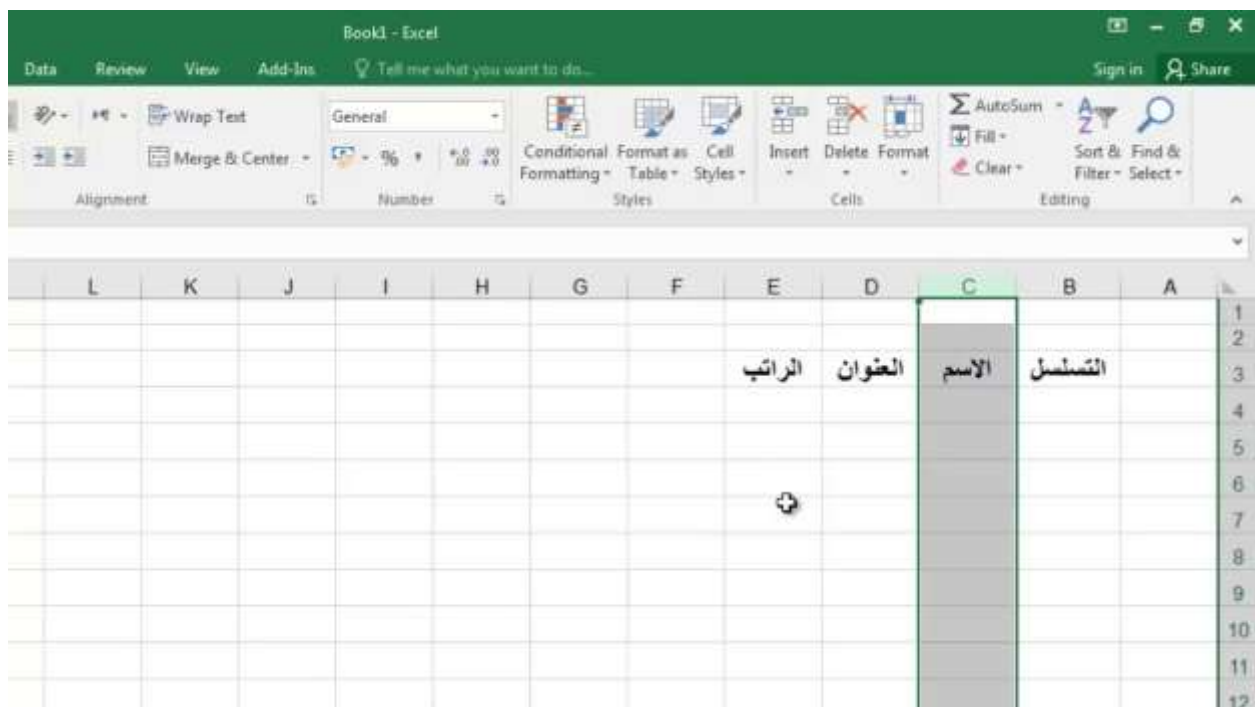 Book1 - Excel
Data Review View Add-Ins Tell me what you want to do... Sign in Share
Wrap Text General AutoSum
Fill
Merge & Center % Conditional Formatting Format as Table Cell Styles Insert Delete Format Clear Sort & Filter Find & Select
Alignment Number Styles Cells Editing
L K J I H G F E D C B A
1
2
التسلسل الاسم العنوان الراتب 3
4
5
6
7
8
9
10
11
12